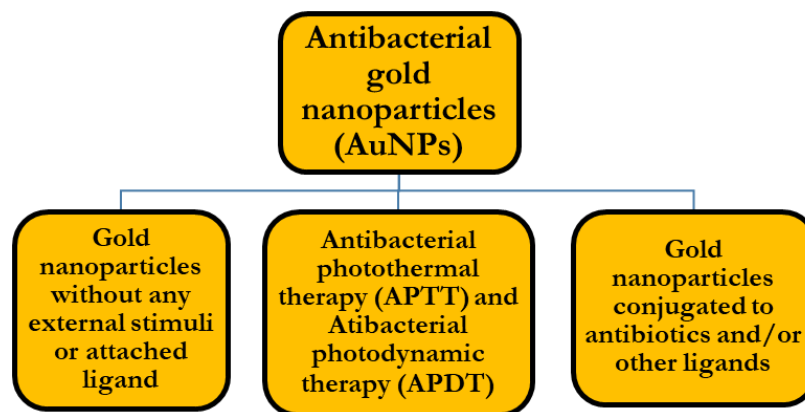 Antibacterial
gold
nanoparticles
(AuNPs)
Gold
nanoparticles
without any
external stimuli
or attached
ligand
Antibacterial
photothermal
therapy (APTT) and
Atibacterial
photodynamic
therapy (APDT)
Gold
nanoparticles
conjugated to
antibiotics and/or
other ligands